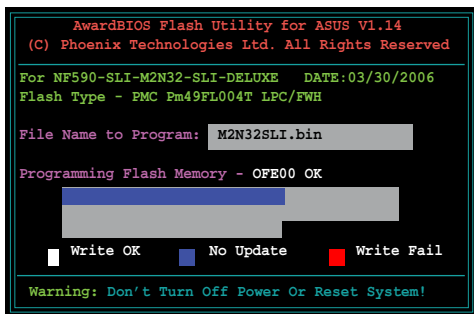 AwardBIOS Flash Utility for ASUS V1.14
(C) Phoenix Technologies Ltd. All Rights Reserved
For NF590-SLI-M2N32-SLI-DELUXE DATE:03/30/2006
Flash Type - PMC Pm49FL004T LPC/FWH
File Name to Program: M2N32SLI.bin
Programming Flash Memory - OFE00 OK
Write OK No Update Write Fail
Warning: Don't Turn Off Power Or Reset System!